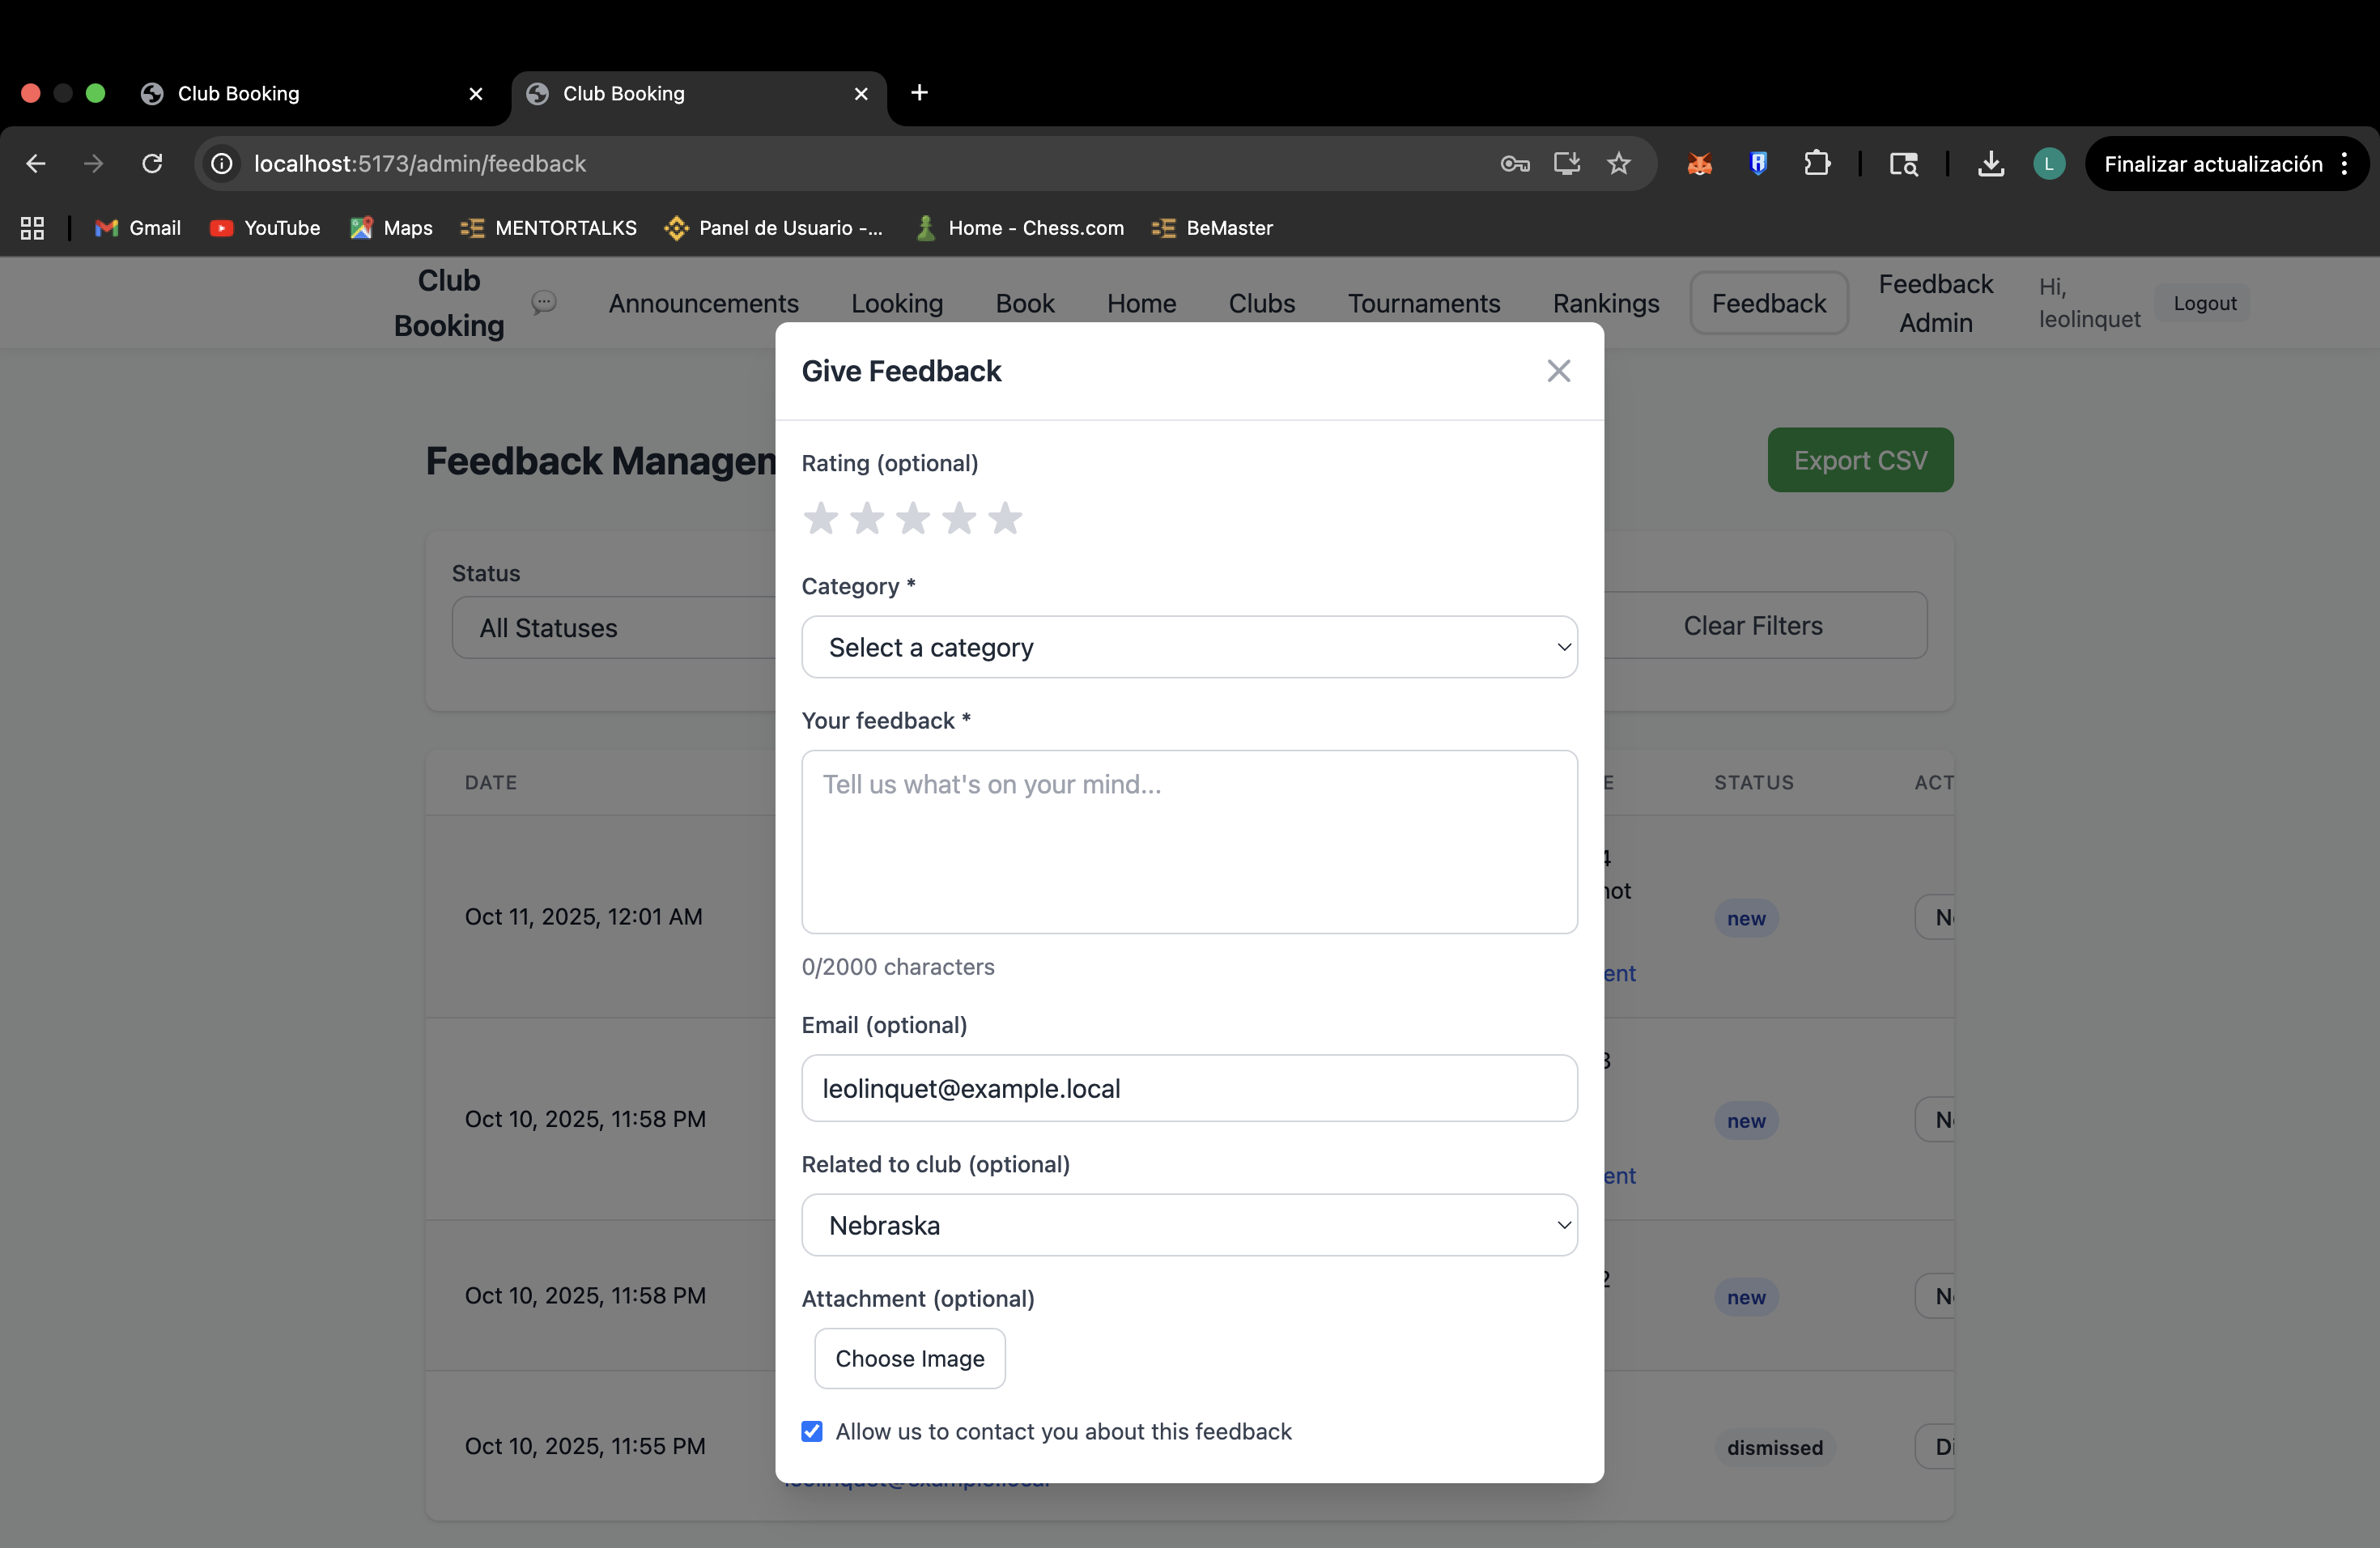 Club Booking
Club Booking
localhost:5173/admin/feedback
L
Finalizar actualización
Gmail
YouTube
Maps
MENTORTALKS
Panel de Usuario -...
Home - Chess.com
BeMaster
Club Booking
Announcements
Looking
Book
Home
Clubs
Tournaments
Rankings
Feedback
Feedback Admin
Hi, leolinquet
Logout
Give Feedback
Export CSV
Rating (optional)
Status
All Statuses
Clear Filters
Category *
Select a category
Your feedback *
Tell us what's on your mind...
0/2000 characters
Email (optional)
leolinquet@example.local
Related to club (optional)
Nebraska
Attachment (optional)
Choose Image
Allow us to contact you about this feedback
DATE
STATUS
Oct 11, 2025, 12:01 AM
new
Oct 10, 2025, 11:58 PM
new
Oct 10, 2025, 11:58 PM
new
Oct 10, 2025, 11:55 PM
dismissed